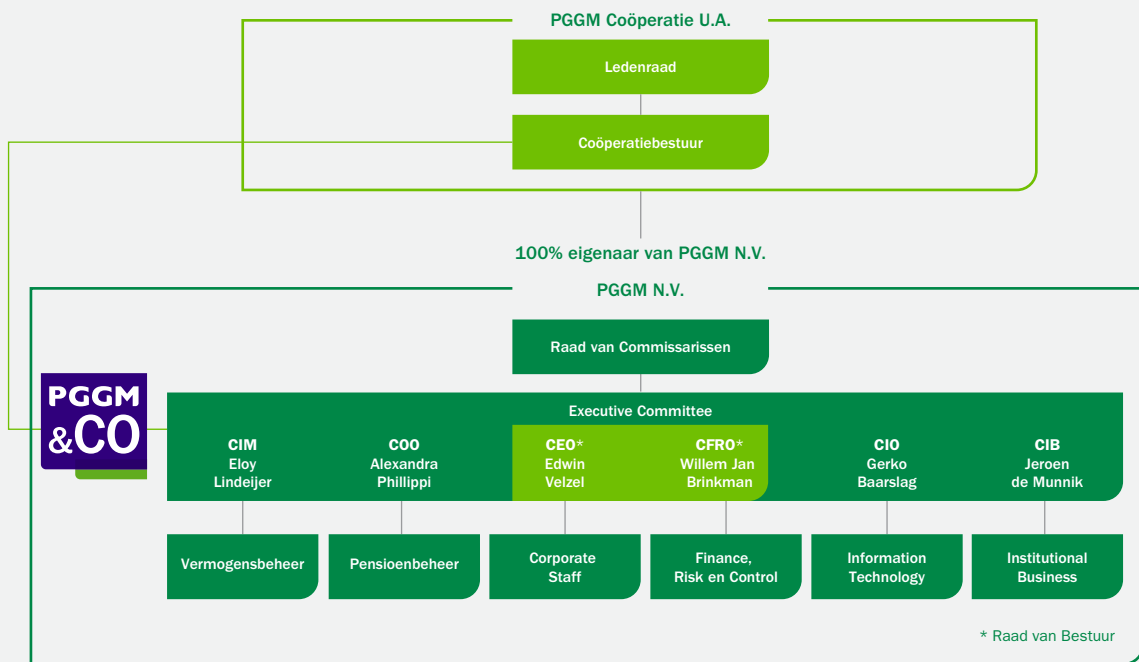 PGGM Coöperatie U.A.
Ledenraad
Coöperatiebestuur
100% eigenaar van PGGM N.V.
PGGM N.V.
Raad van Commissarissen
PGGM
&CO
Executive Committee
CIM
Eloy
Lindeijer
COO
Alexandra
Phillippi
CEO*
Edwin
Velzel
CFRO*
Willem Jan
Brinkman
CIO
Gerko
Baarslag
CIB
Jeroen
de Munnik
Vermogensbeheer
Pensioenbeheer
Corporate
Staff
Finance,
Risk en Control
Information
Technology
Institutional
Business
* Raad van Bestuur